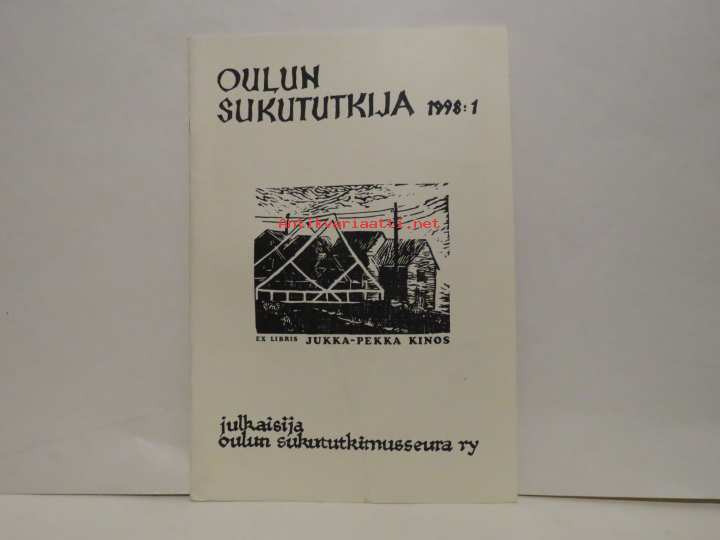 OULUN
SUKUTUTKIJA 1998:1
Antikvariaatti.net
EX LIBRIS JUKKA-PEKKA KINOS
julkaisija
oulun sukututkimusseura ry